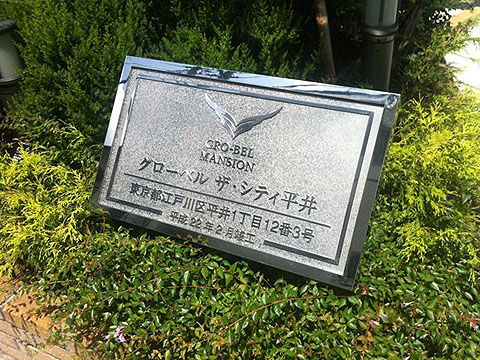 GRO-BEL
MANSION
グローベル ザ・シティ平井
東京都江戸川区平井1丁目12番3号
平成22年2月竣工